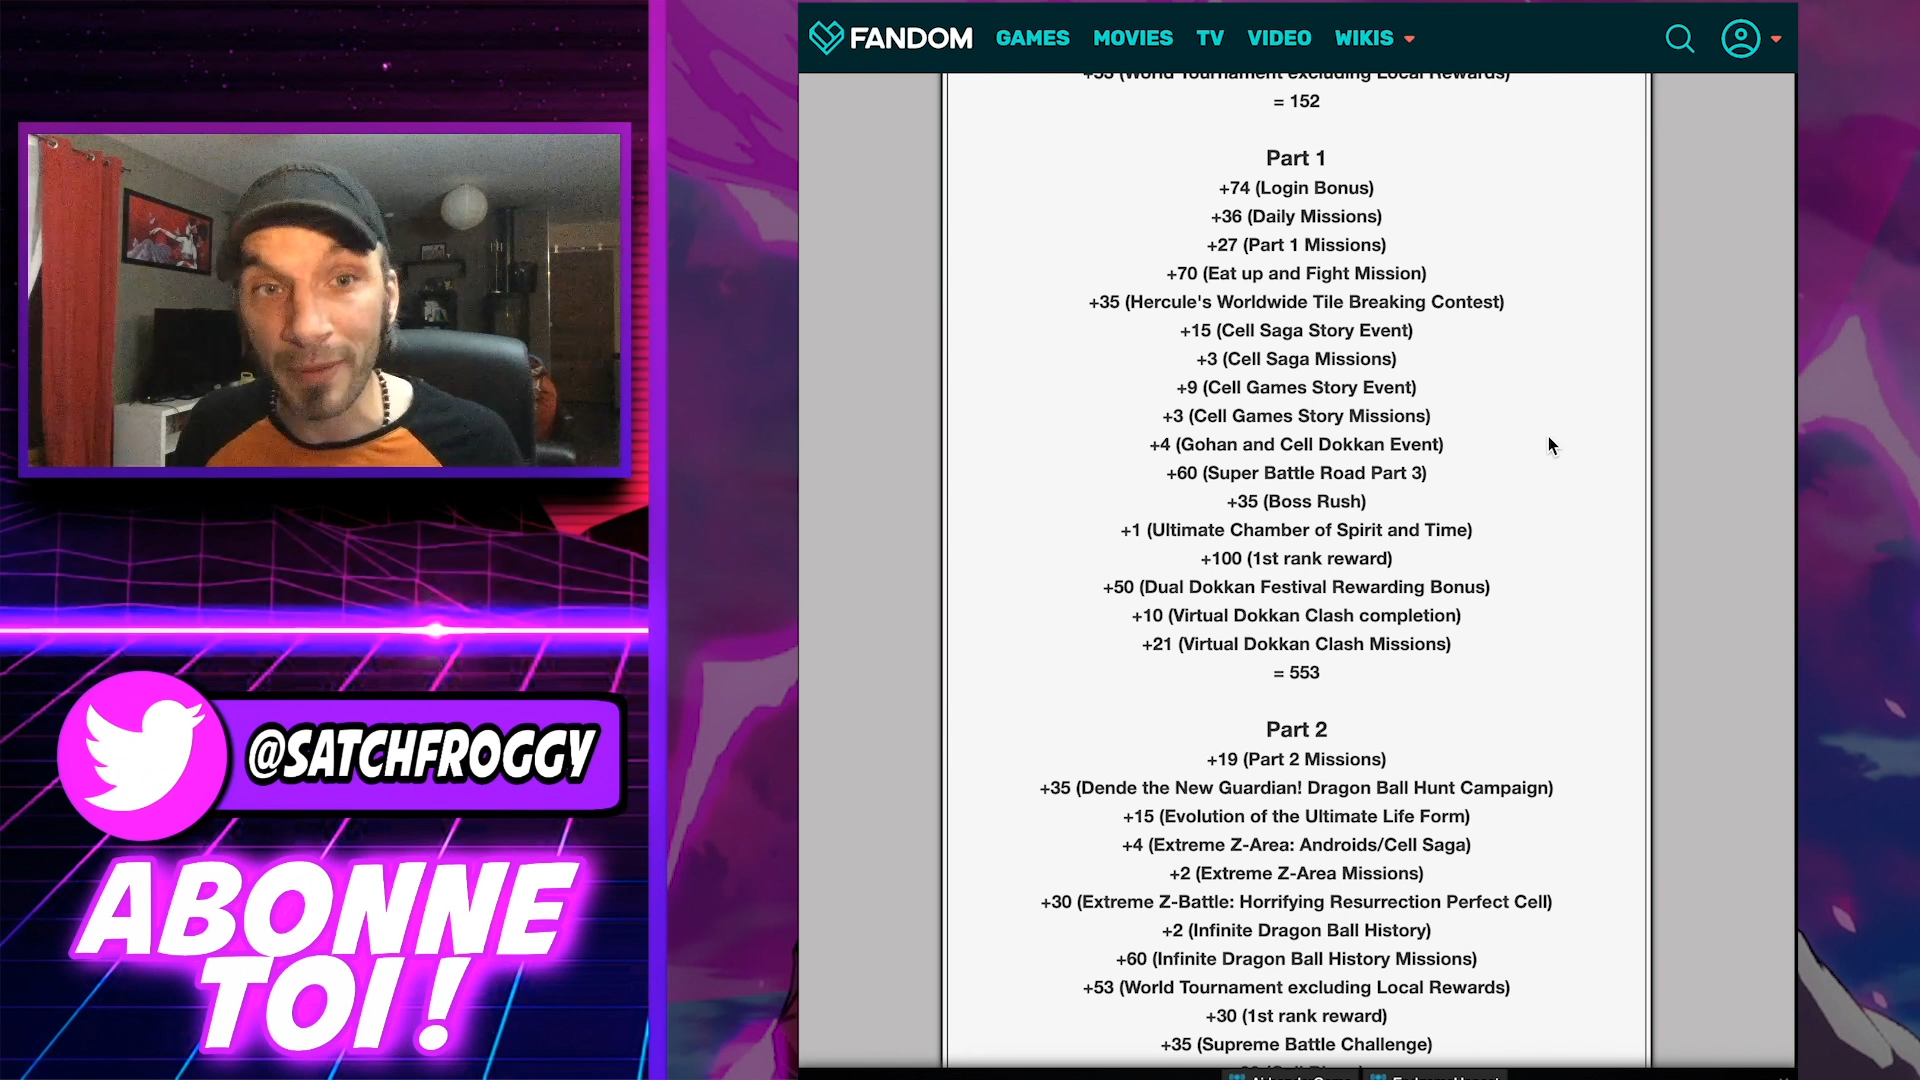 @SATCHFROGGY
ABONNE
TOI !
FANDOM GAMES MOVIES TV VIDEO WIKIS
+53 (World Tournament excluding Local Rewards)
= 152
Part 1
+74 (Login Bonus)
+36 (Daily Missions)
+27 (Part 1 Missions)
+70 (Eat up and Fight Mission)
+35 (Hercule's Worldwide Tile Breaking Contest)
+15 (Cell Saga Story Event)
+3 (Cell Saga Missions)
+9 (Cell Games Story Event)
+3 (Cell Games Story Missions)
+4 (Gohan and Cell Dokkan Event)
+60 (Super Battle Road Part 3)
+35 (Boss Rush)
+1 (Ultimate Chamber of Spirit and Time)
+100 (1st rank reward)
+50 (Dual Dokkan Festival Rewarding Bonus)
+10 (Virtual Dokkan Clash completion)
+21 (Virtual Dokkan Clash Missions)
= 553
Part 2
+19 (Part 2 Missions)
+35 (Dende the New Guardian! Dragon Ball Hunt Campaign)
+15 (Evolution of the Ultimate Life Form)
+4 (Extreme Z-Area: Androids/Cell Saga)
+2 (Extreme Z-Area Missions)
+30 (Extreme Z-Battle: Horrifying Resurrection Perfect Cell)
+2 (Infinite Dragon Ball History)
+60 (Infinite Dragon Ball History Missions)
+53 (World Tournament excluding Local Rewards)
+30 (1st rank reward)
+35 (Supreme Battle Challenge)